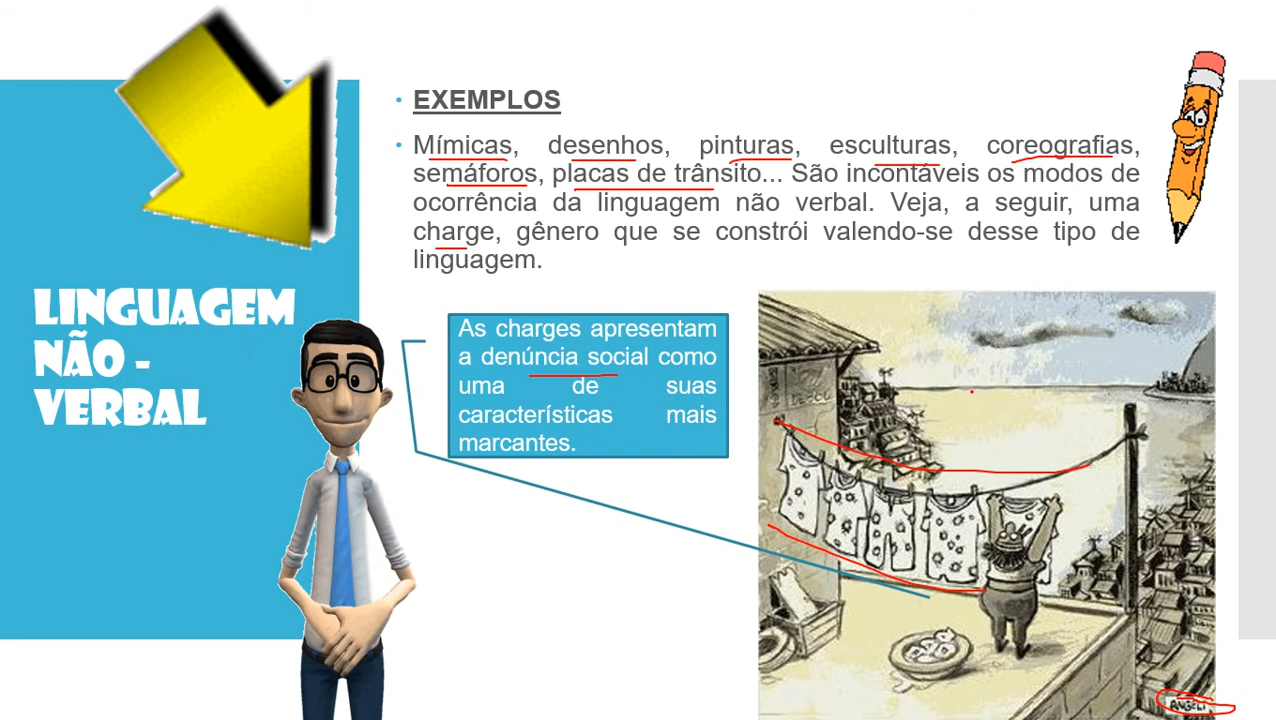 EXEMPLOS
Mímicas, desenhos, pinturas, esculturas, coreografias,
semáforos, placas de trânsito... São incontáveis os modos de
ocorrência da linguagem não verbal. Veja, a seguir, uma
charge, gênero que se constrói valendo-se desse tipo de
linguagem.
LINGUAGEM
NÃO -
VERBAL
As charges apresentam
a denúncia social como
uma de suas
características mais
marcantes.
ANGELI